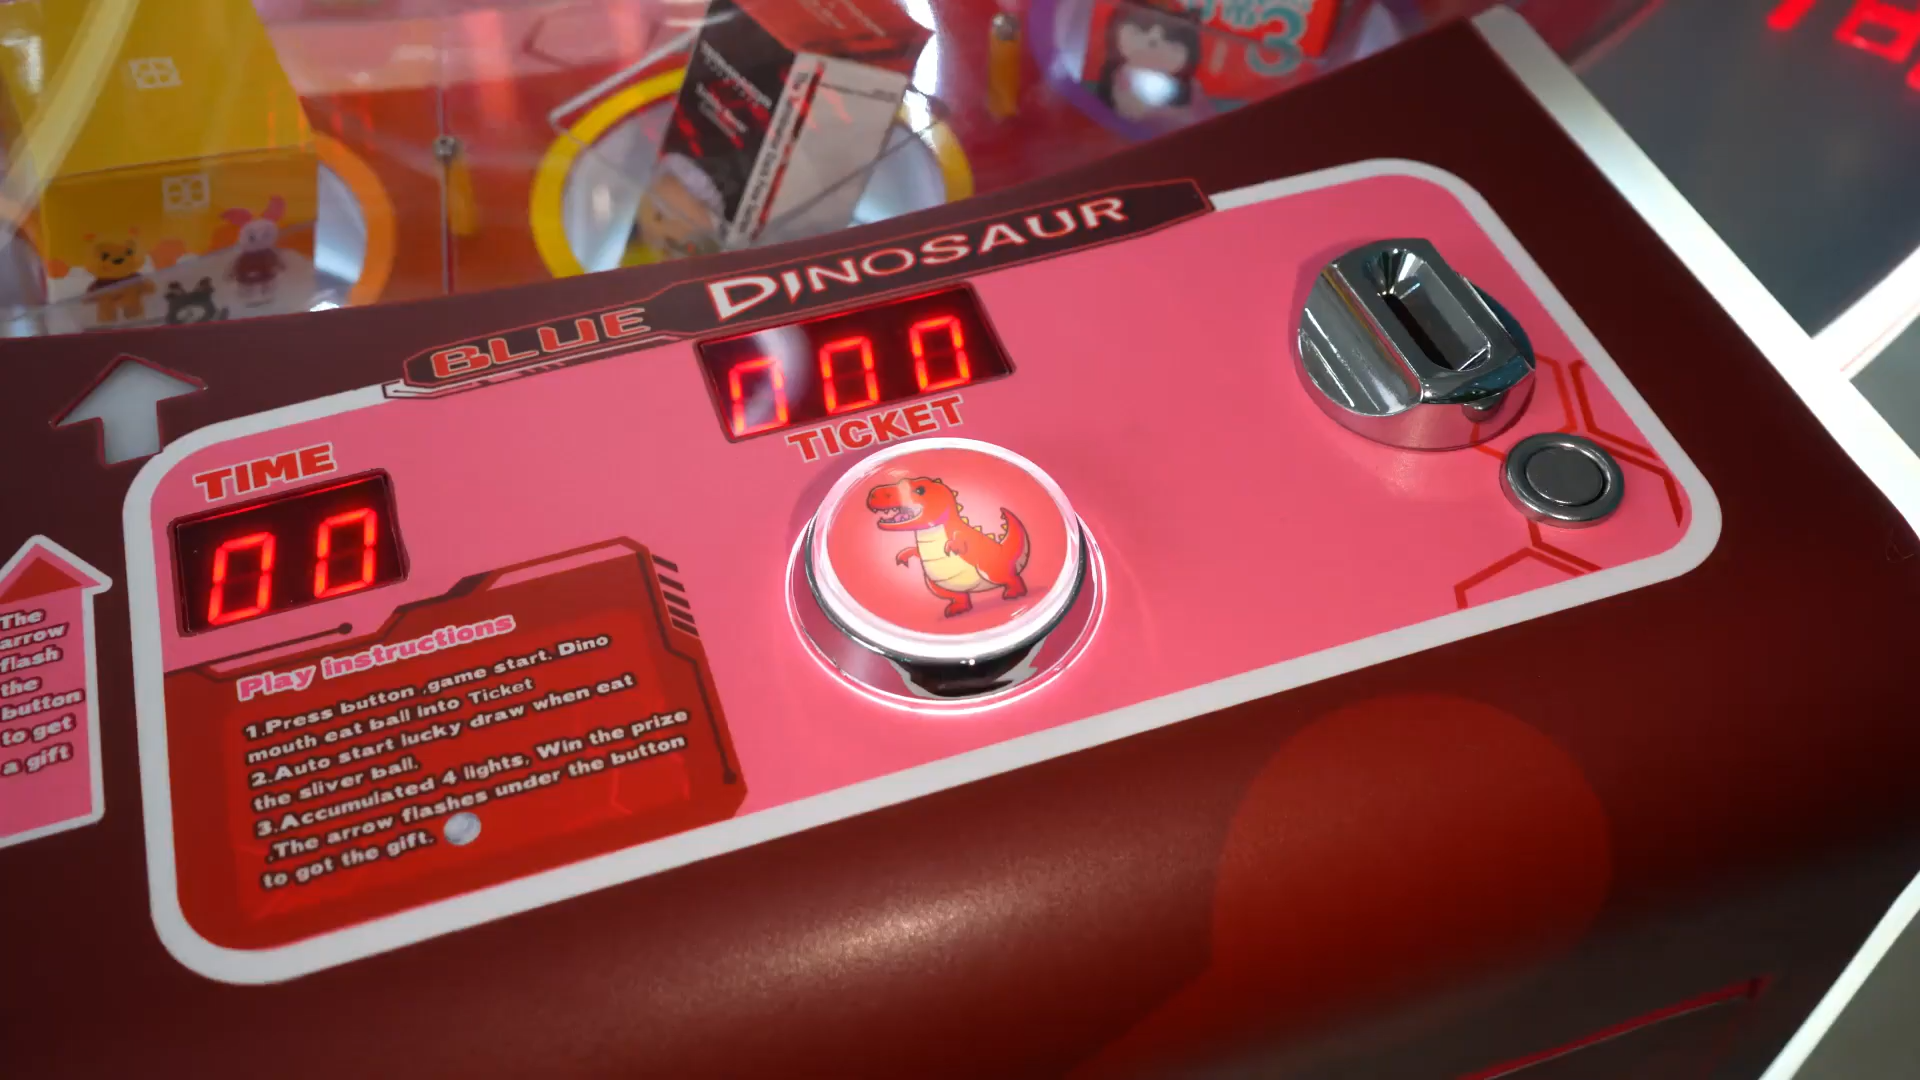 BLUE DINOSAUR
000
TICKET
TIME
00
Play instructions
1.Press button ,game start. Dino
mouth eat ball into Ticket
2.Auto start lucky draw when eat
the sliver ball.
3.Accumulated 4 lights, Win the prize
.The arrow flashes under the button
to got the gift.
The
arrow
flash
the
button
to get
a gift
3